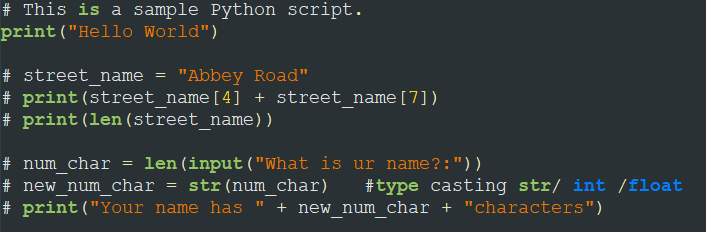 # This is a sample Python script.
print("Hello World")
# street_name = "Abbey Road"
# print(street_name[4] + street_name[7])
# print(len(street_name))
# num_char = len(input("What is ur name?:"))
# new_num_char = str(num_char)   #type casting str/ int /float
# print("Your name has " + new_num_char + "characters")